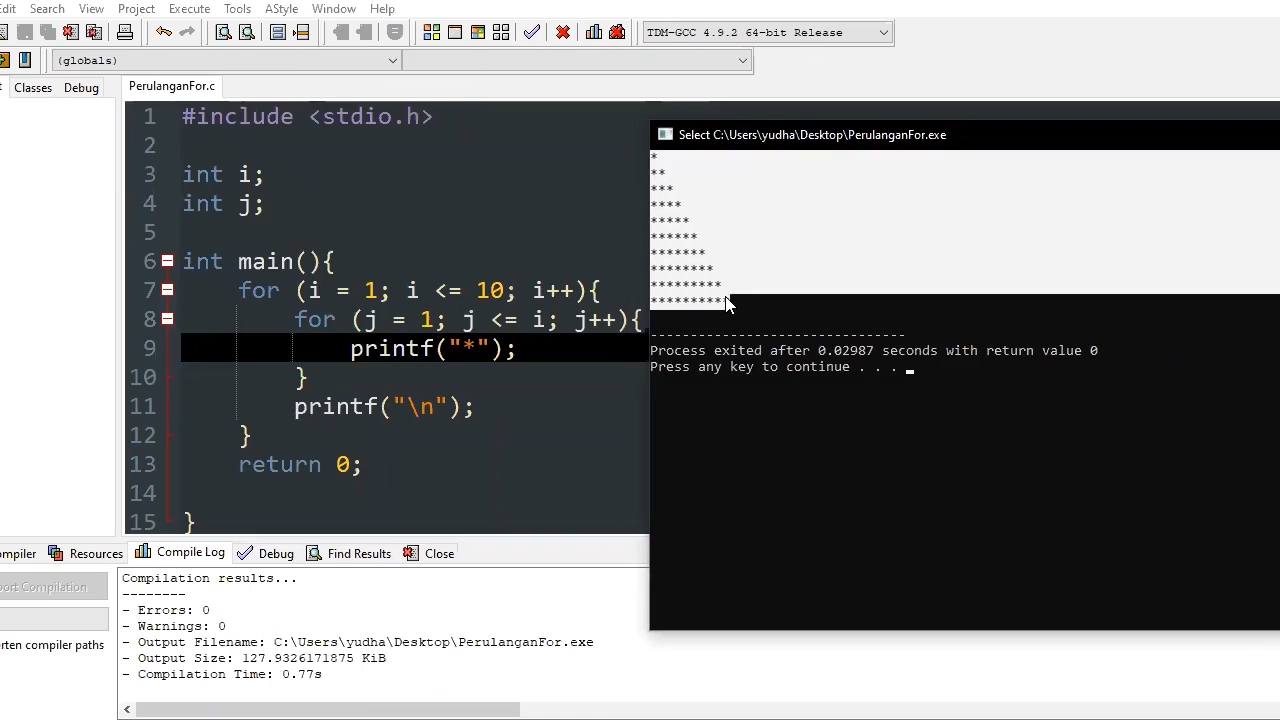 Edit Search View Project Execute Tools AStyle Window Help
TDM-GCC 4.9.2 64-bit Release
(globals)
Classes Debug
PerulanganFor.c
1 #include <stdio.h>
2
3 int i;
4 int j;
5
6 int main(){
7 for (i = 1; i <= 10; i++){
8 for (j = 1; j <= i; j++){
9 printf("*");
10 }
11 printf("\n");
12 }
13 return 0;
14
15 }
Select C:\Users\yudha\Desktop\PerulanganFor.exe
*
**
***
****
*****
******
*******
********
*********
**********
--------------------------------
Process exited after 0.02987 seconds with return value 0
Press any key to continue . . .
ompiler Resources Compile Log Debug Find Results Close
ort Compilation
rten compiler paths
Compilation results...
--------
- Errors: 0
- Warnings: 0
- Output Filename: C:\Users\yudha\Desktop\PerulanganFor.exe
- Output Size: 127.9326171875 KiB
- Compilation Time: 0.77s